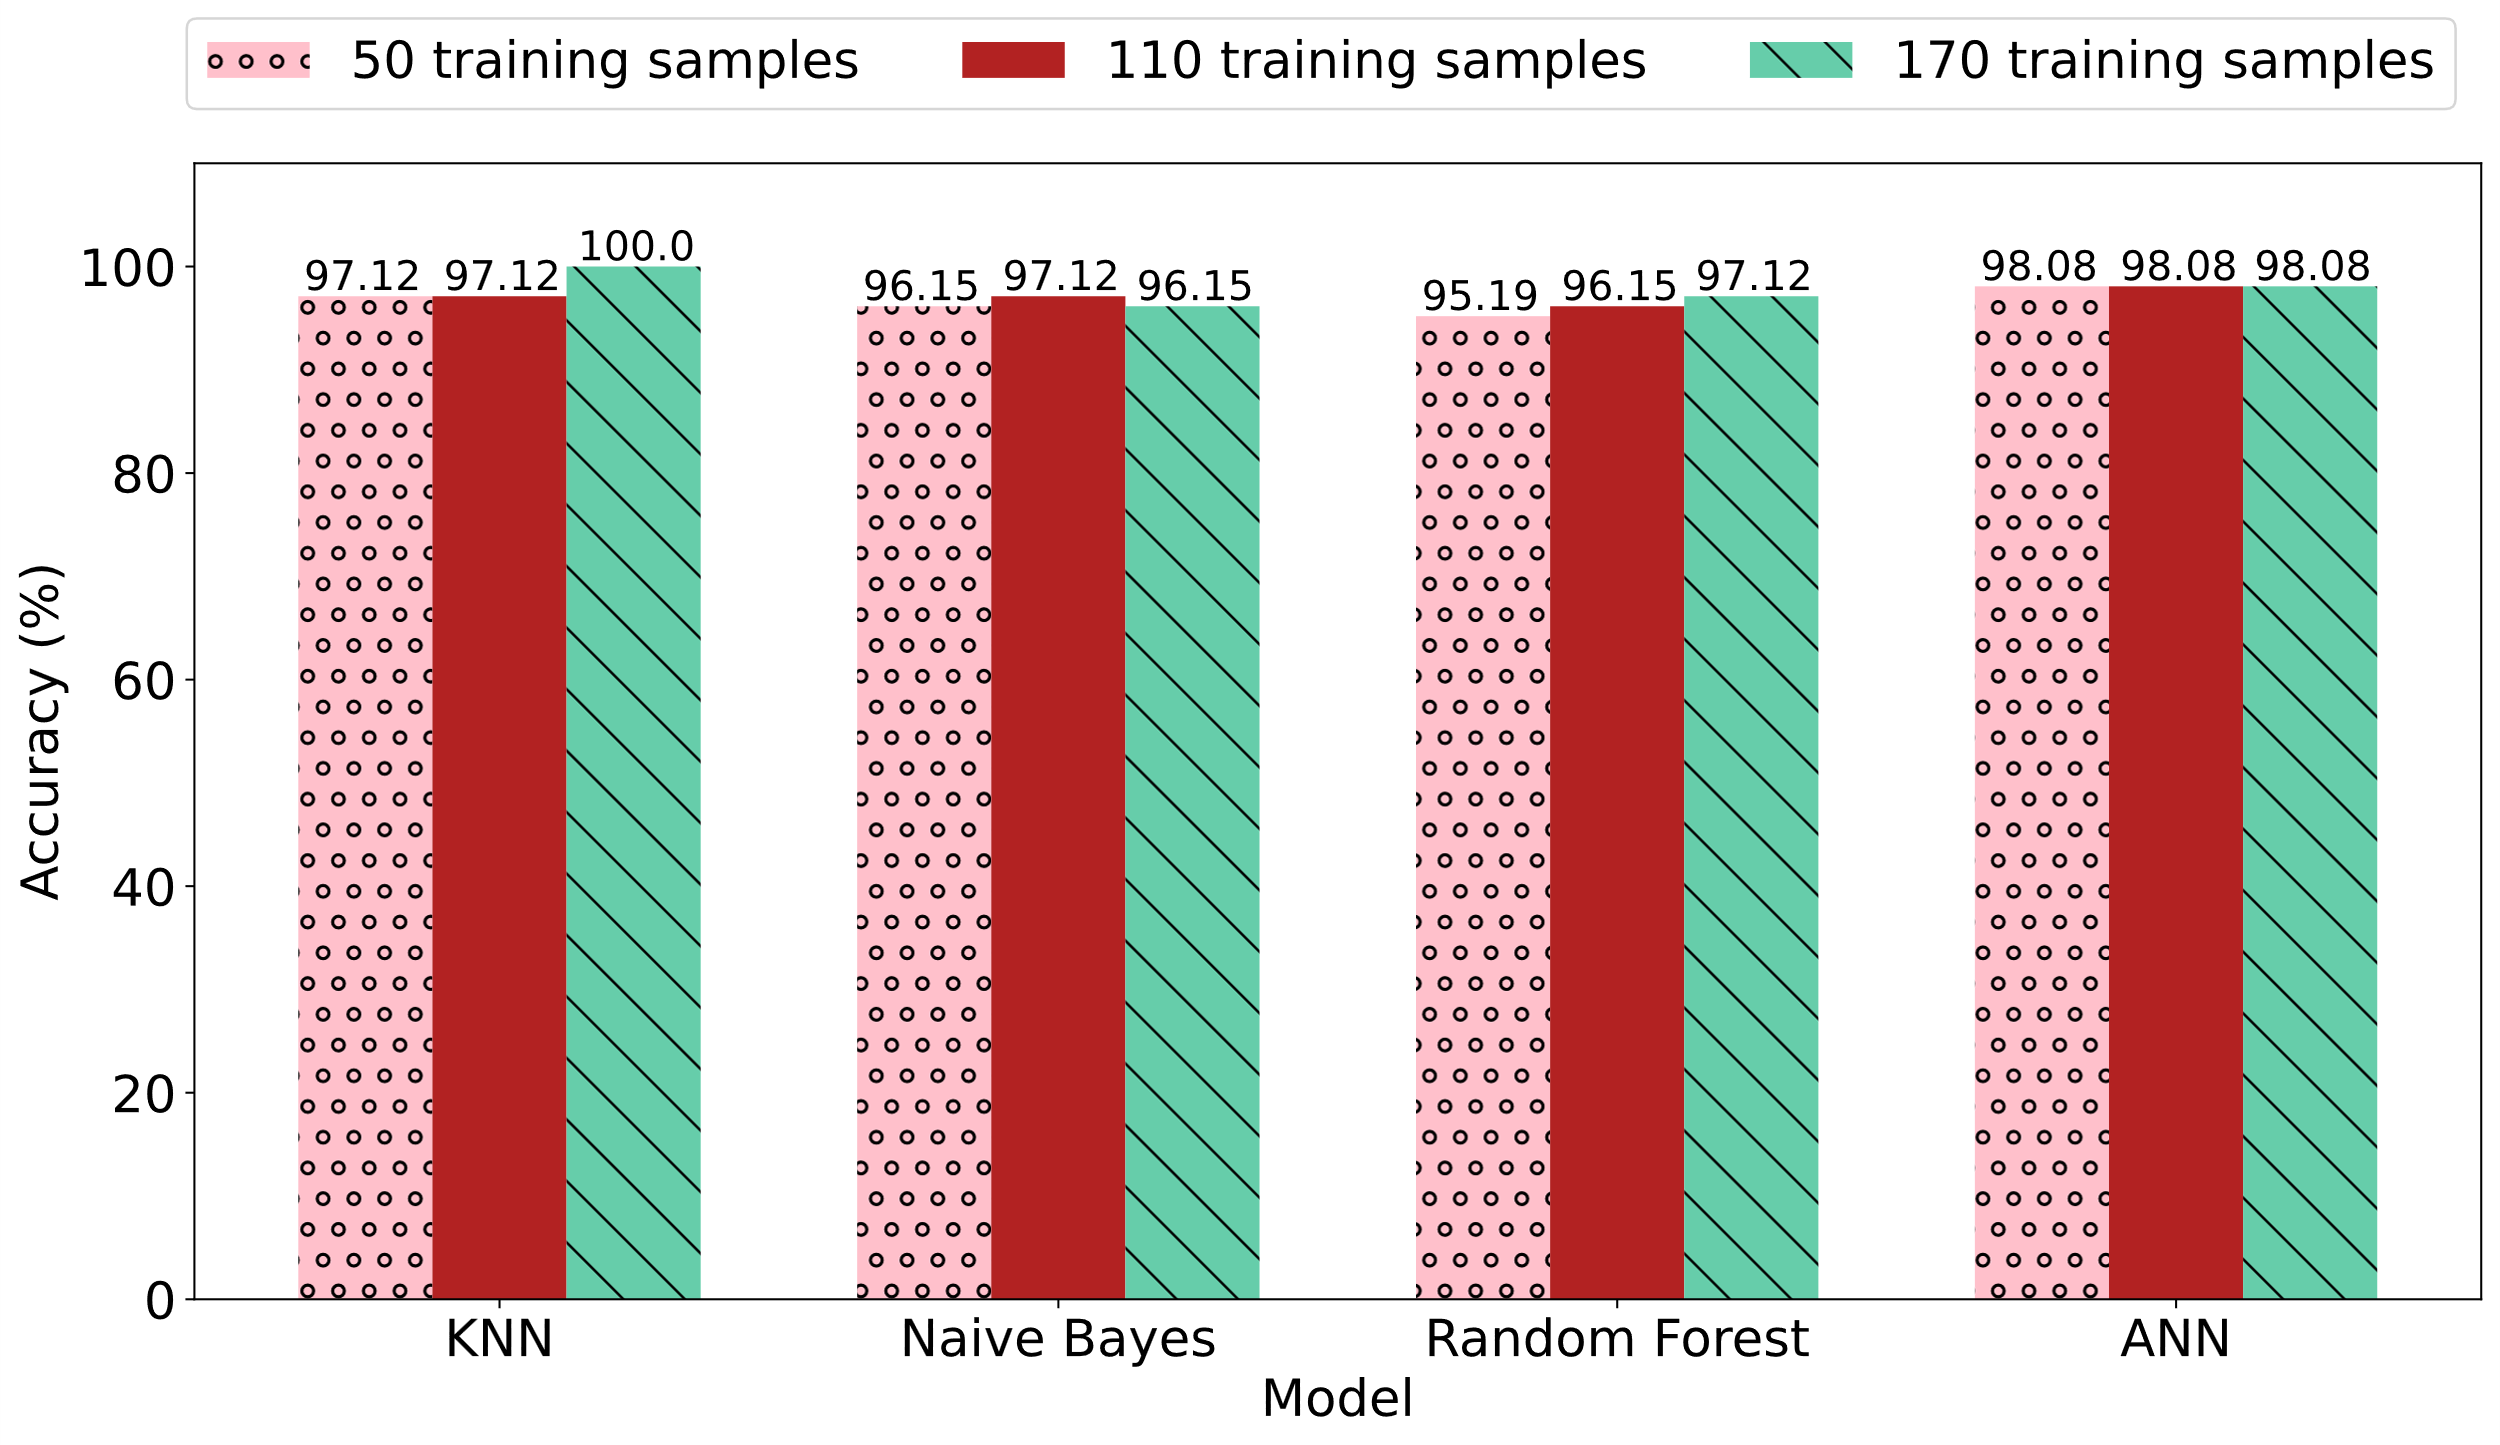 50 training samples 110 training samples 170 training samples
Accuracy (%)
100
80
60
40
20
0
97.12 97.12 100.0
96.15 97.12 96.15
95.19 96.15 97.12
98.08 98.08 98.08
KNN Naive Bayes Random Forest ANN
Model